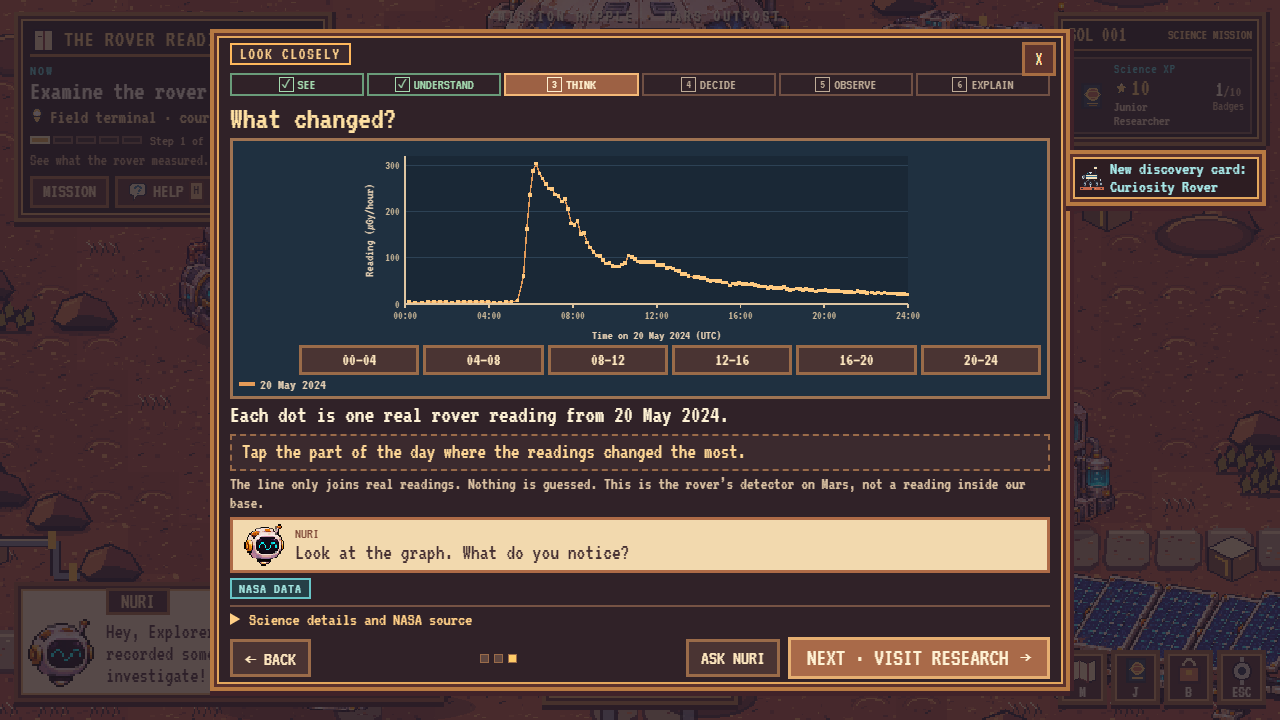 MISSION RIPPLE · MARS OUTPOST
THE ROVER READ
NOW
Examine the rover
Field terminal · cour
Step 1 of
See what the rover measured.
MISSION
HELP H
LOOK CLOSELY
X
SEE
UNDERSTAND
3 THINK
4 DECIDE
5 OBSERVE
6 EXPLAIN
What changed?
Reading (μGy/hour)
300
200
100
0
00:00 04:00 08:00 12:00 16:00 20:00 24:00
Time on 20 May 2024 (UTC)
00–04 04–08 08–12 12–16 16–20 20–24
20 May 2024
Each dot is one real rover reading from 20 May 2024.
Tap the part of the day where the readings changed the most.
The line only joins real readings. Nothing is guessed. This is the rover's detector on Mars, not a reading inside our
base.
NURI
Look at the graph. What do you notice?
NASA DATA
▶ Science details and NASA source
← BACK
ASK NURI
NEXT · VISIT RESEARCH →
SOL 001
SCIENCE MISSION
Science XP
★ 10
Junior
Researcher
1/10
Badges
New discovery card:
Curiosity Rover
NURI
Hey, Explorer
recorded some
investigate!
M
J
B
ESC